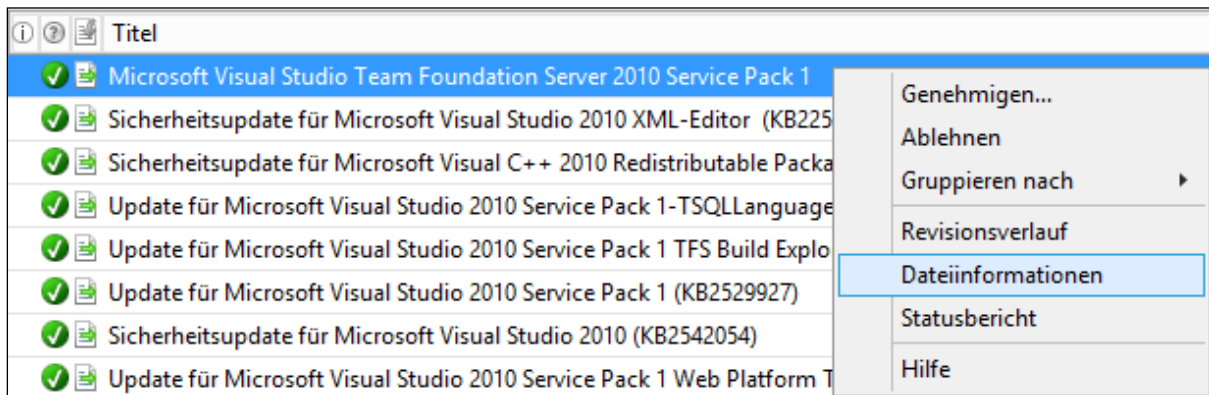 Titel
Microsoft Visual Studio Team Foundation Server 2010 Service Pack 1
Sicherheitsupdate für Microsoft Visual Studio 2010 XML-Editor (KB225
Sicherheitsupdate für Microsoft Visual C++ 2010 Redistributable Packa
Update für Microsoft Visual Studio 2010 Service Pack 1-TSQLLanguage
Update für Microsoft Visual Studio 2010 Service Pack 1 TFS Build Explo
Update für Microsoft Visual Studio 2010 Service Pack 1 (KB2529927)
Sicherheitsupdate für Microsoft Visual Studio 2010 (KB2542054)
Update für Microsoft Visual Studio 2010 Service Pack 1 Web Platform T
Genehmigen...
Ablehnen
Gruppieren nach
Revisionsverlauf
Dateiinformationen
Statusbericht
Hilfe